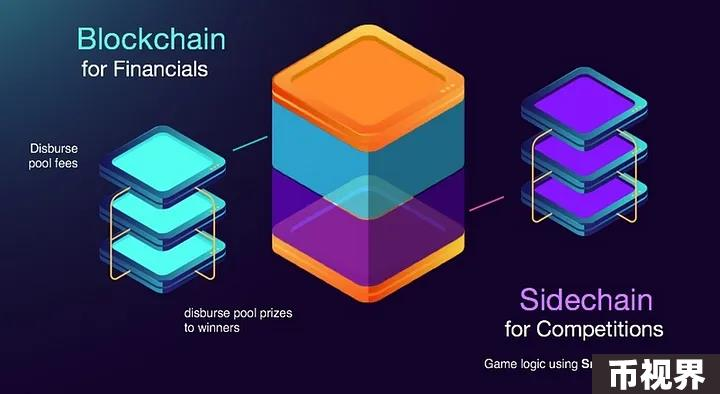 Blockchain
for Financials
Disburse
pool fees
disburse pool prizes
to winners
Sidechain
for Competitions
Game logic using
币视界